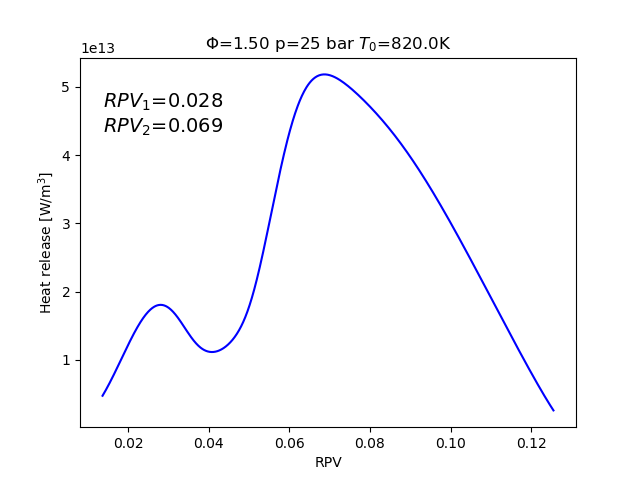 Φ=1.50 p=25 bar T₀=820.0K
1e13
RPV₁=0.028
RPV₂=0.069
Heat release [W/m³]
5
4
3
2
1
0.02 0.04 0.06 0.08 0.10 0.12
RPV